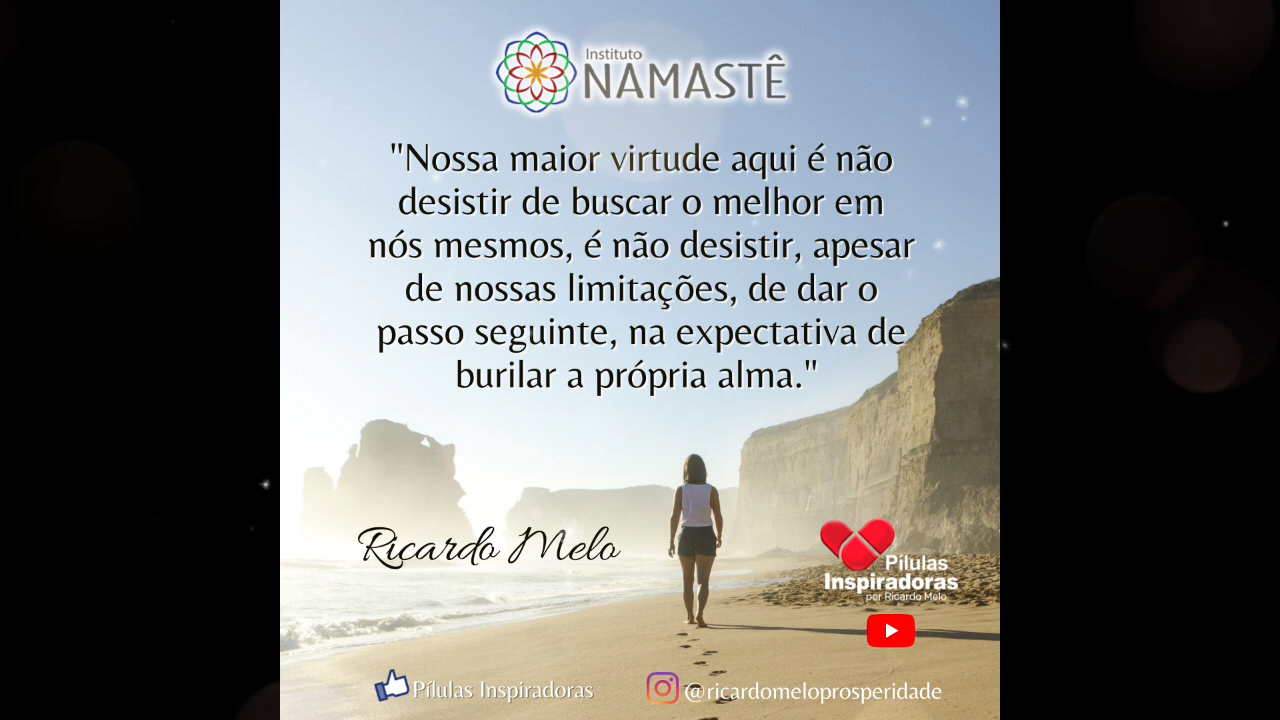 Instituto
NAMASTÊ
"Nossa maior virtude aqui é não
desistir de buscar o melhor em
nós mesmos, é não desistir, apesar
de nossas limitações, de dar o
passo seguinte, na expectativa de
burilar a própria alma."
Ricardo Melo
Pílulas
Inspiradoras
por Ricardo Melo
Pílulas Inspiradoras
@ricardomeloprosperidade